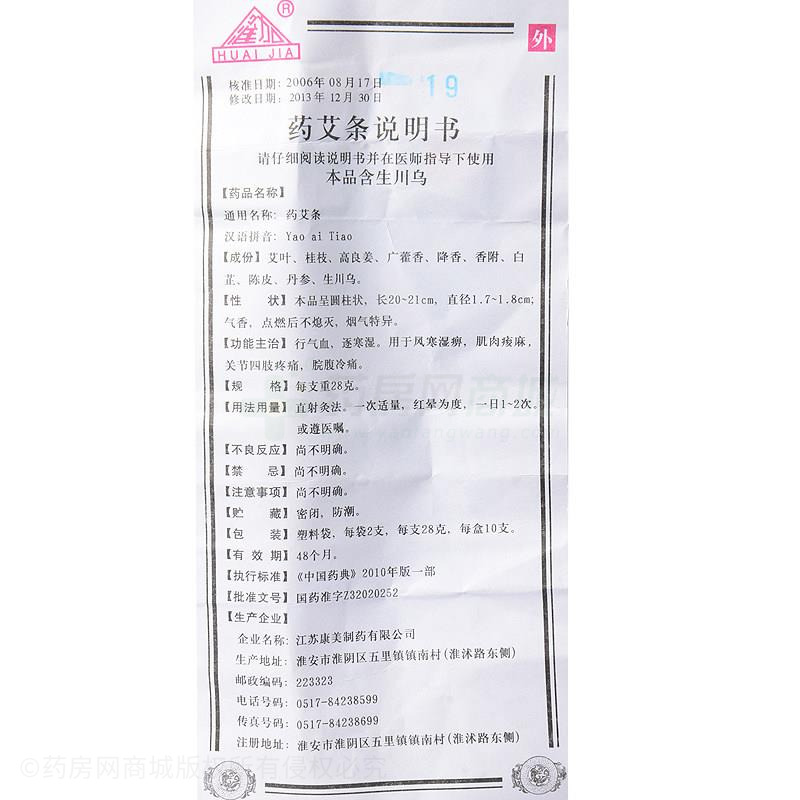 R
HUAI JIA
外
核准日期：2006年 08月17日
修改日期：2013年 12月 30日
19
药艾条说明书
请仔细阅读说明书并在医师指导下使用
本品含生川乌
【药品名称】
通用名称：药艾条
汉语拼音：Yao ai Tiao
【成份】艾叶、桂枝、高良姜、广藿香、降香、香附、白
芷、陈皮、丹参、生川乌。
【性 状】本品呈圆柱状，长20~21cm，直径1.7~1.8cm；
气香，点燃后不熄灭，烟气特异。
【功能主治】行气血，逐寒湿。用于风寒湿痹，肌肉痠麻，
关节四肢疼痛，脘腹冷痛。
【规 格】每支重28克。
【用法用量】直射灸法。一次适量，红晕为度，一日1~2次。
或遵医嘱。
【不良反应】尚不明确。
【禁 忌】尚不明确。
【注意事项】尚不明确。
【贮 藏】密闭，防潮。
【包 装】塑料袋，每袋2支，每支28克，每盒10支。
【有 效 期】48个月。
【执行标准】《中国药典》2010年版一部
【批准文号】国药准字Z32020252
【生产企业】
企业名称：江苏康美制药有限公司
生产地址：淮安市淮阴区五里镇镇南村(淮沭路东侧)
邮政编码：223323
电话号码：0517-84238599
传真号码：0517-84238699
注册地址：淮安市淮阴区五里镇镇南村(淮沭路东侧)
©药房网商城版权所有侵权必究